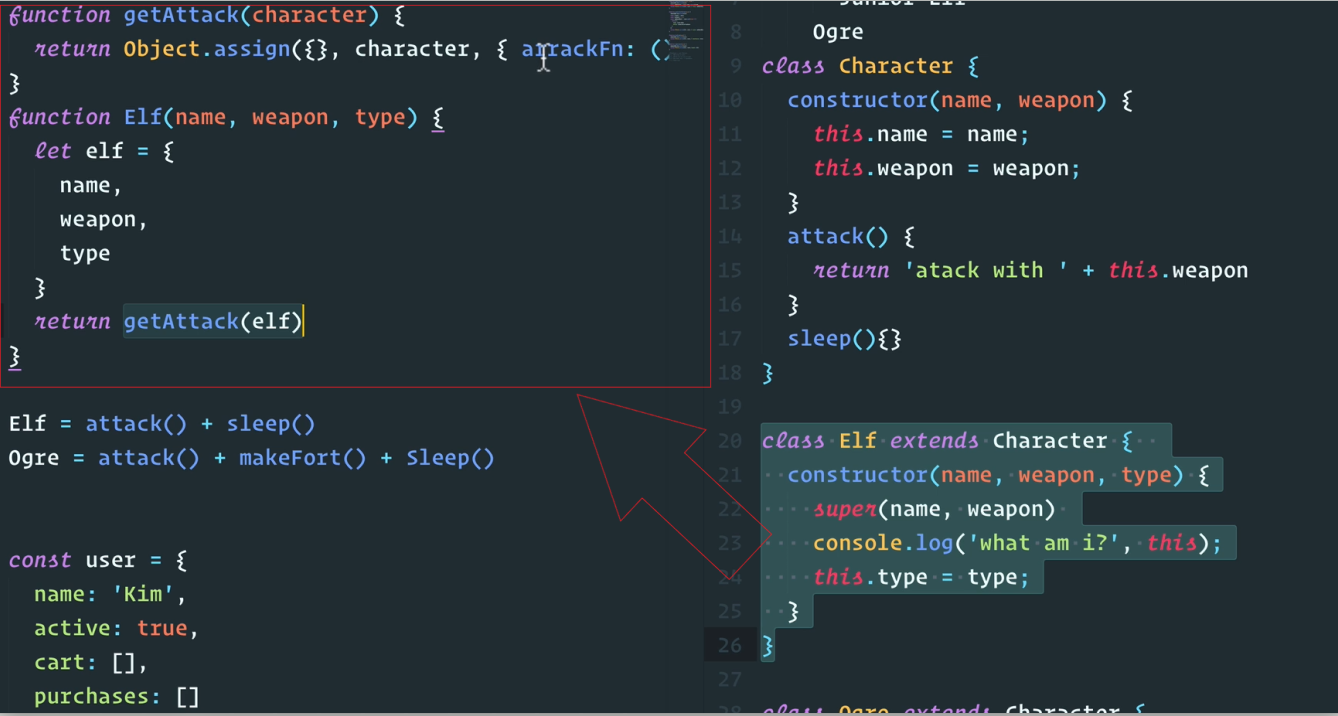 function getAttack(character) {
  return Object.assign({}, character, { arrackFn: ()
}
function Elf(name, weapon, type) {
  let elf = {
    name,
    weapon,
    type
  }
  return getAttack(elf)
}
Elf = attack() + sleep()
Ogre = attack() + makeFort() + Sleep()
const user = {
  name: 'Kim',
  active: true,
  cart: [],
  purchases: []
8 Ogre
9 class Character {
10   constructor(name, weapon) {
11     this.name = name;
12     this.weapon = weapon;
13   }
14   attack() {
15     return 'atack with ' + this.weapon
16   }
17   sleep(){}
18 }
19
20 class Elf extends Character {
21   constructor(name, weapon, type) {
22     super(name, weapon)
23     console.log('what am i?', this);
24     this.type = type;
25   }
26 }
27
28 class Ogre extends Character {